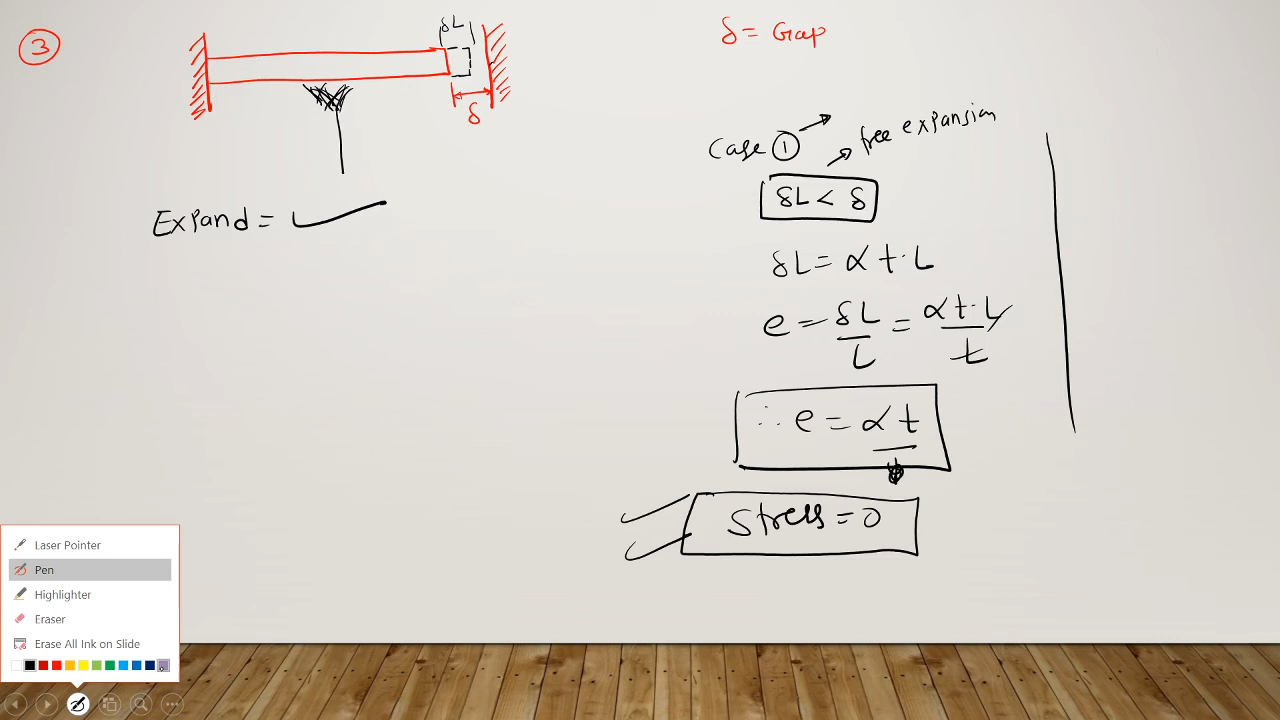 3
δL
δ = Gap
δ
Case ① → free expansion
δL < δ
Expand =
δL = α t · L
e = δL/L = α t · L/t
∴ e = α t
Stress = 0
Laser Pointer
Pen
Highlighter
Eraser
Erase All Ink on Slide